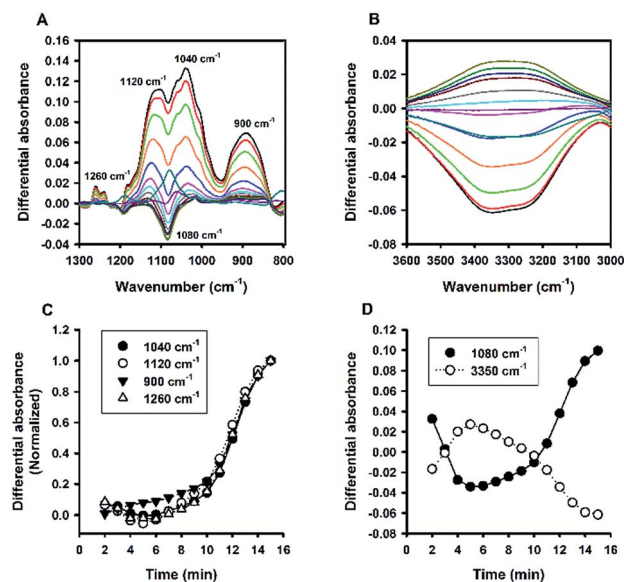 A
B
0.16
0.14
0.12
0.10
0.08
0.06
0.04
0.02
0.00
-0.02
-0.04
Differential absorbance
1040 cm⁻¹
1120 cm⁻¹
900 cm⁻¹
1260 cm⁻¹
1080 cm⁻¹
1300 1200 1100 1000 900 800
Wavenumber (cm⁻¹)
0.04
0.02
0.00
-0.02
-0.04
-0.06
-0.08
Differential absorbance
3600 3500 3400 3300 3200 3100 3000
Wavenumber (cm⁻¹)
C
D
1.2
1.0
0.8
0.6
0.4
0.2
0.0
Differential absorbance
(Normalized)
1040 cm⁻¹
1120 cm⁻¹
900 cm⁻¹
1260 cm⁻¹
0 2 4 6 8 10 12 14 16
Time (min)
0.12
0.10
0.08
0.06
0.04
0.02
0.00
-0.02
-0.04
-0.06
-0.08
Differential absorbance
1080 cm⁻¹
3350 cm⁻¹
0 2 4 6 8 10 12 14 16
Time (min)